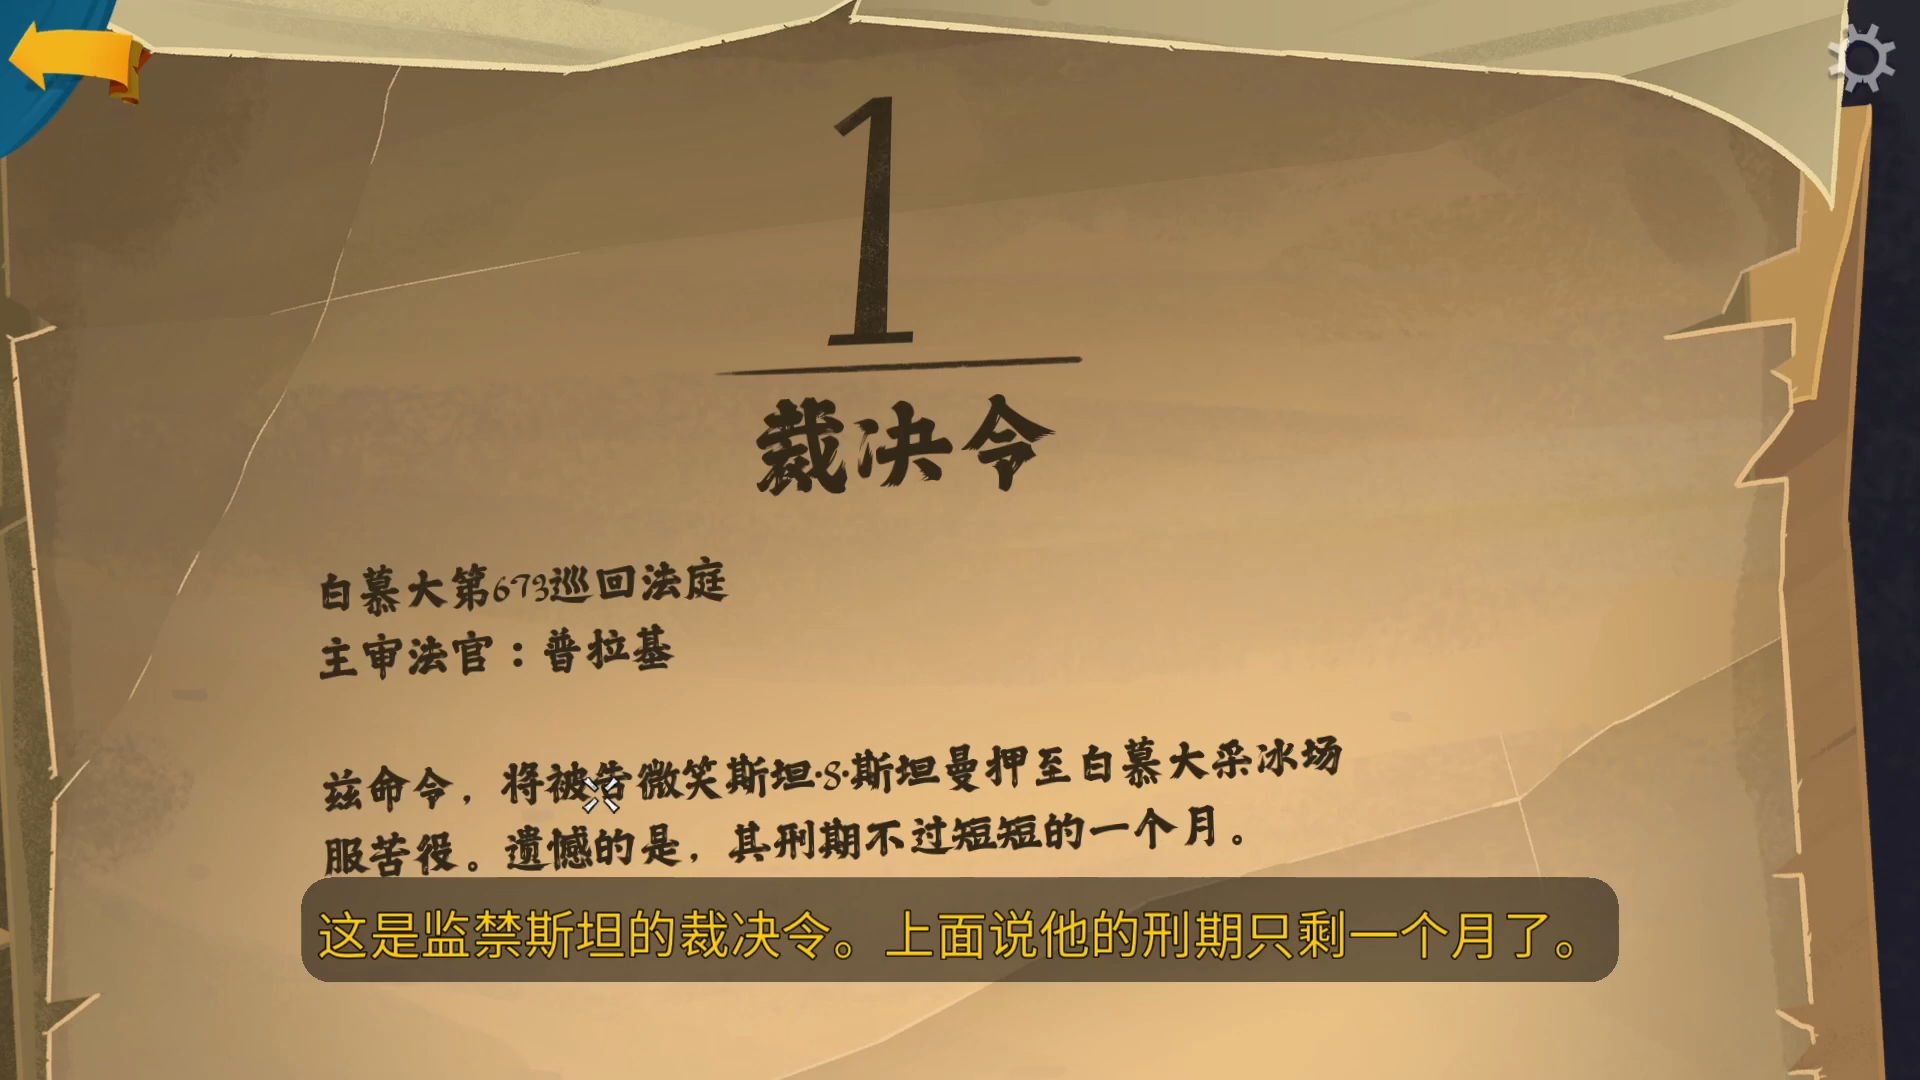 1
裁决令
白慕大第673巡回法庭
主审法官：普拉基
兹命令，将被告微笑斯坦·S·斯坦曼押至白慕大采冰场
服苦役。遗憾的是，其刑期不过短短的一个月。
这是监禁斯坦的裁决令。上面说他的刑期只剩一个月了。